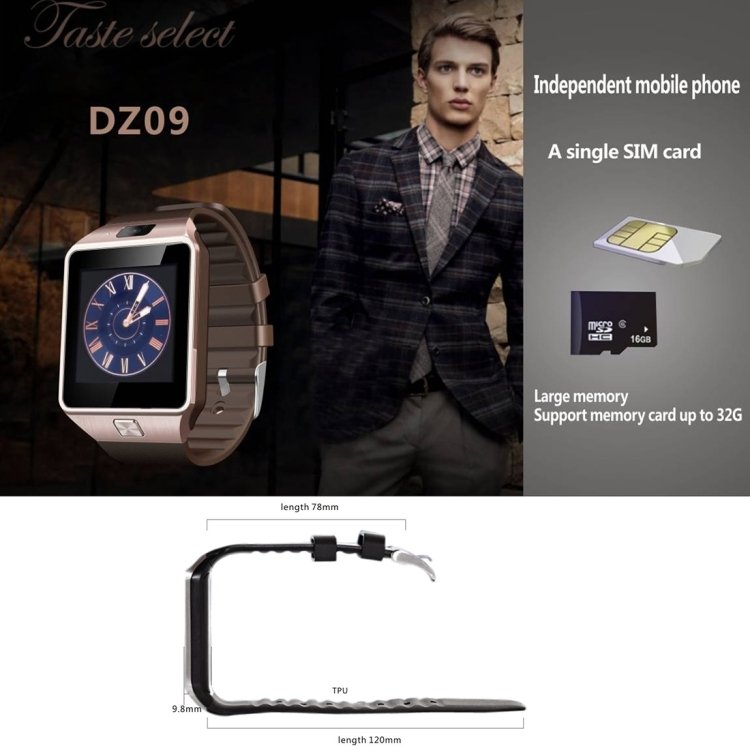 Taste select
DZ09
Independent mobile phone
A single SIM card
micro
SD
HC
16GB
Large memory
Support memory card up to 32G
length 78mm
TPU
9.8mm
length 120mm